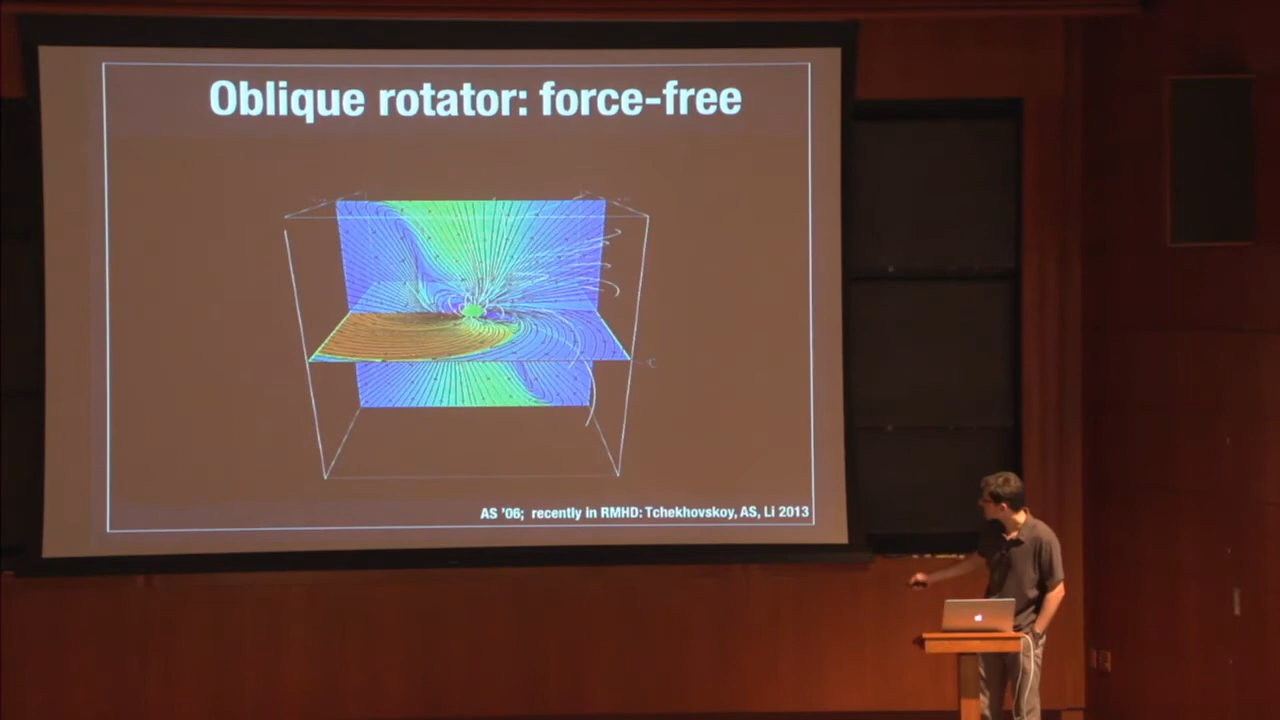 Oblique rotator: force-free
AS '06; recently in RMHD: Tchekhovskoy, AS, Li 2013